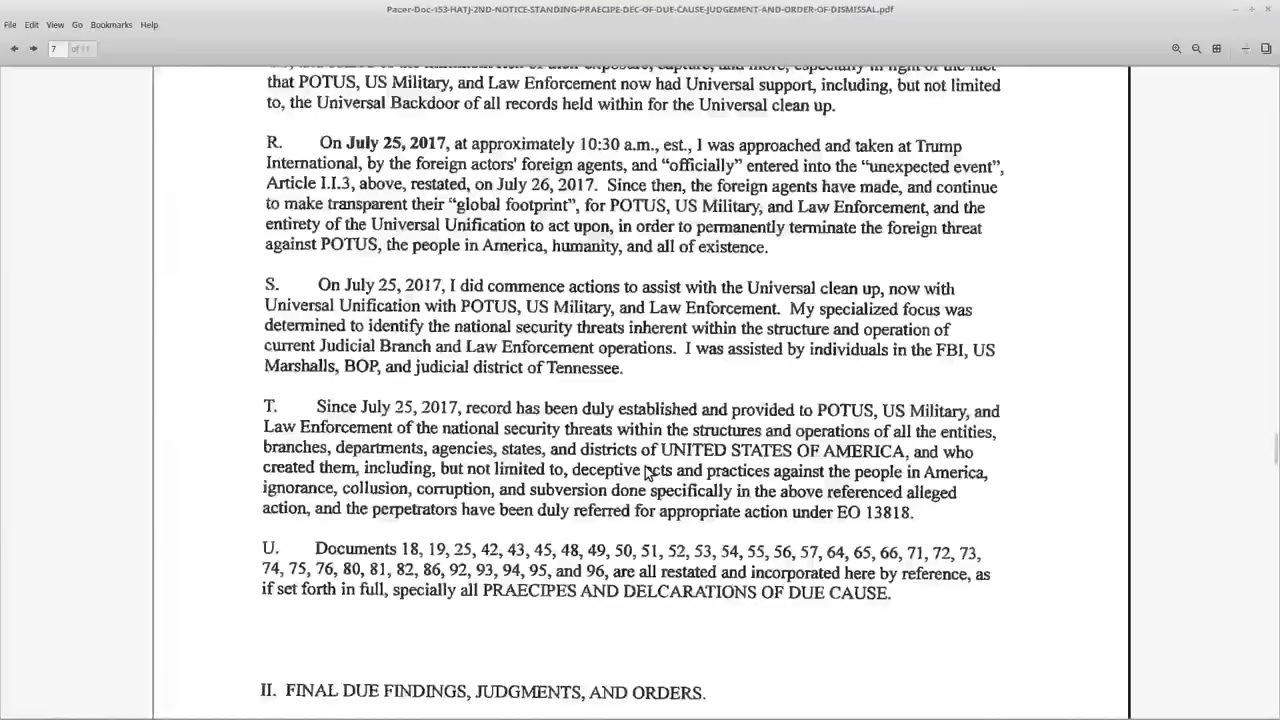 Pacer-Doc-153-HATJ-2ND-NOTICE-STANDING-PRAECIPE-DEC-OF-DUE-CAUSE-JUDGEMENT-AND-ORDER-OF-DISMISSAL.pdf
File Edit View Go Bookmarks Help
7 of 11
that POTUS, US Military, and Law Enforcement now had Universal support, including, but not limited
to, the Universal Backdoor of all records held within for the Universal clean up.
R. On July 25, 2017, at approximately 10:30 a.m., est., I was approached and taken at Trump
International, by the foreign actors' foreign agents, and "officially" entered into the "unexpected event",
Article I.I.3, above, restated, on July 26, 2017. Since then, the foreign agents have made, and continue
to make transparent their "global footprint", for POTUS, US Military, and Law Enforcement, and the
entirety of the Universal Unification to act upon, in order to permanently terminate the foreign threat
against POTUS, the people in America, humanity, and all of existence.
S. On July 25, 2017, I did commence actions to assist with the Universal clean up, now with
Universal Unification with POTUS, US Military, and Law Enforcement. My specialized focus was
determined to identify the national security threats inherent within the structure and operation of
current Judicial Branch and Law Enforcement operations. I was assisted by individuals in the FBI, US
Marshalls, BOP, and judicial district of Tennessee.
T. Since July 25, 2017, record has been duly established and provided to POTUS, US Military, and
Law Enforcement of the national security threats within the structures and operations of all the entities,
branches, departments, agencies, states, and districts of UNITED STATES OF AMERICA, and who
created them, including, but not limited to, deceptive acts and practices against the people in America,
ignorance, collusion, corruption, and subversion done specifically in the above referenced alleged
action, and the perpetrators have been duly referred for appropriate action under EO 13818.
U. Documents 18, 19, 25, 42, 43, 45, 48, 49, 50, 51, 52, 53, 54, 55, 56, 57, 64, 65, 66, 71, 72, 73,
74, 75, 76, 80, 81, 82, 86, 92, 93, 94, 95, and 96, are all restated and incorporated here by reference, as
if set forth in full, specially all PRAECIPES AND DELCARATIONS OF DUE CAUSE.
II. FINAL DUE FINDINGS, JUDGMENTS, AND ORDERS.